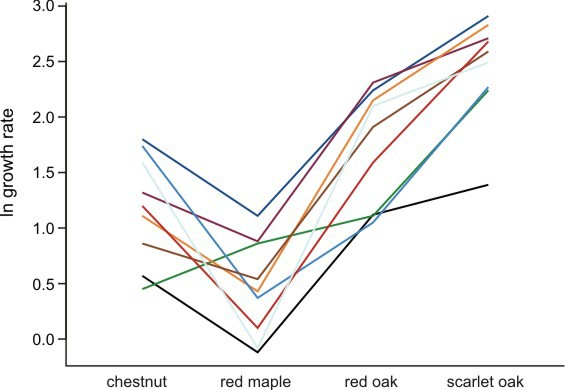 3.0
2.5
2.0
1.5
1.0
0.5
0.0
ln growth rate
chestnut
red maple
red oak
scarlet oak